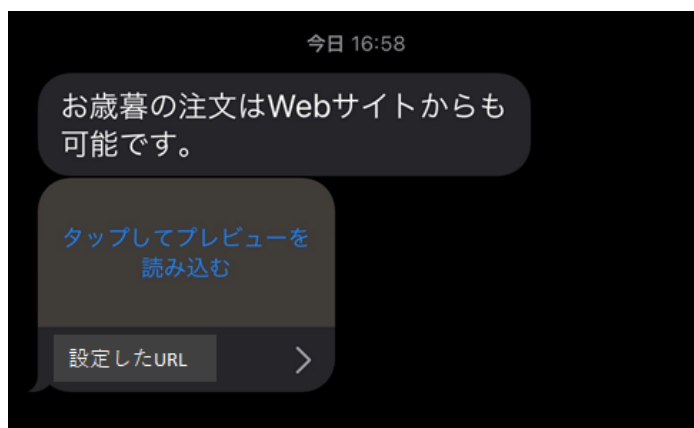 今日 16:58
お歳暮の注文はWebサイトからも
可能です。
タップしてプレビューを
読み込む
設定したURL